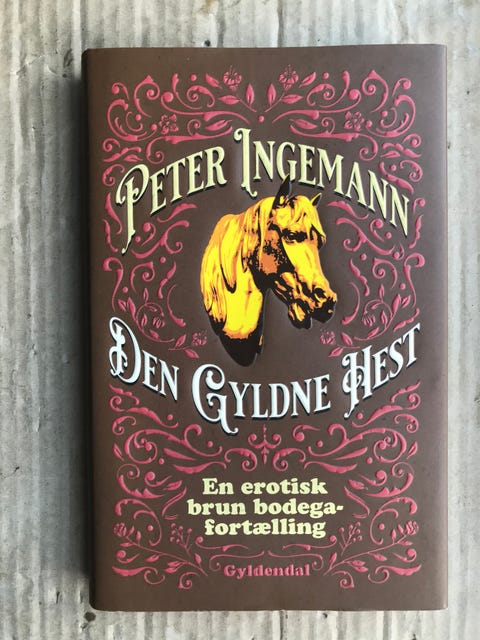 PETER INGEMANN
DEN GYLDNE HEST
En erotisk
brun bodega-
fortælling
Gyldendal